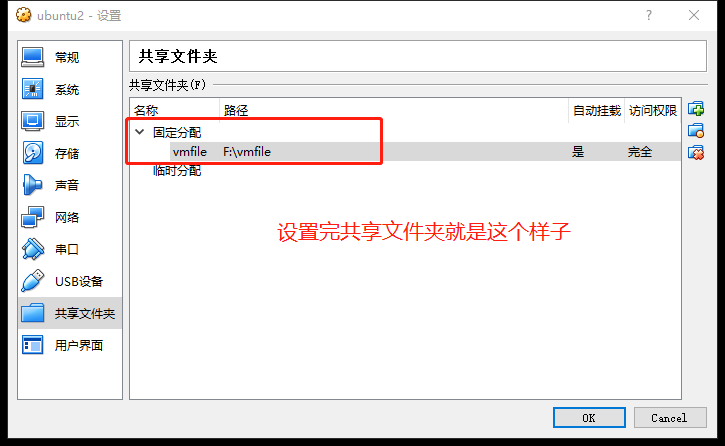 ubuntu2 - 设置
?
常规
系统
显示
存储
声音
网络
串口
USB设备
共享文件夹
用户界面
共享文件夹
共享文件夹(F)
名称 路径 自动挂载 访问权限
固定分配
vmfile F:\vmfile 是 完全
临时分配
设置完共享文件夹就是这个样子
OK Cancel